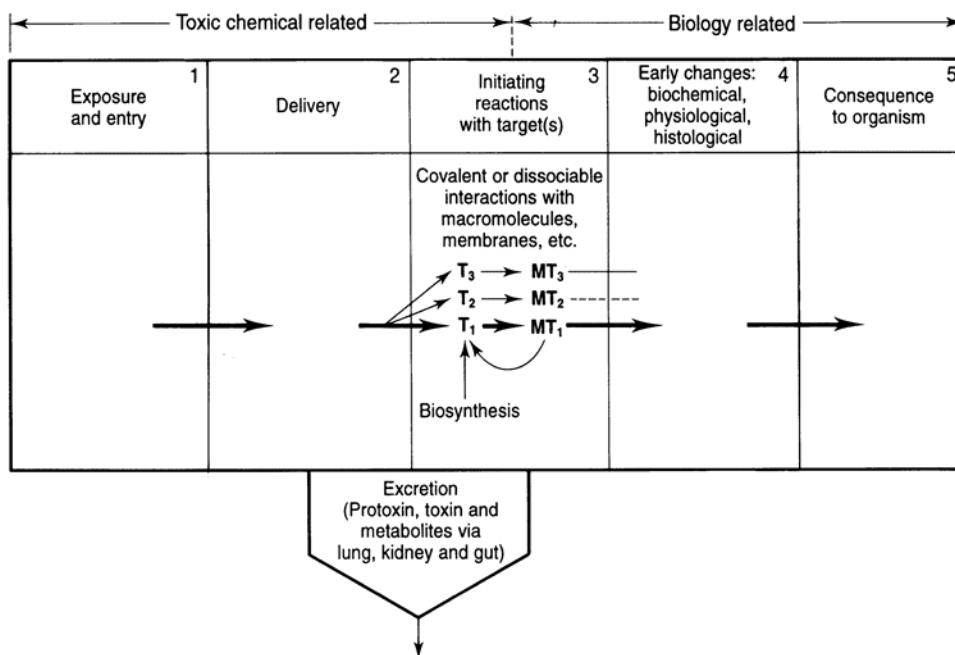 Toxic chemical related
Biology related
1
Exposure
and entry
2
Delivery
3
Initiating
reactions
with target(s)
4
Early changes:
biochemical,
physiological,
histological
5
Consequence
to organism
Covalent or dissociable
interactions with
macromolecules,
membranes, etc.
T₃ MT₃
T₂ MT₂
T₁ MT₁
Biosynthesis
Excretion
(Protoxin, toxin and
metabolites via
lung, kidney and gut)